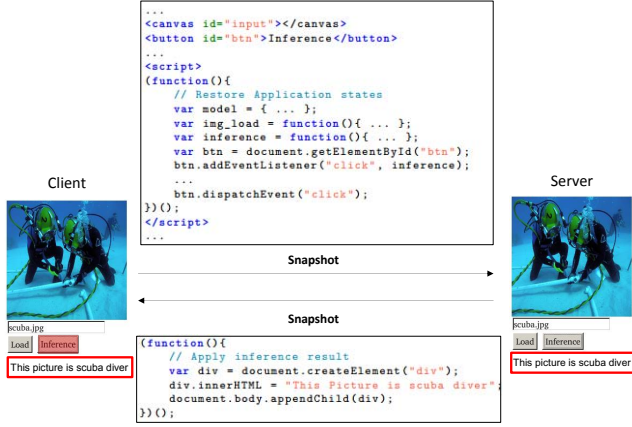 ...
<canvas id="input"></canvas>
<button id="btn">Inference</button>
...
<script>
(function(){
// Restore Application states
var model = { ... };
var img_load = function(){ ... };
var inference = function(){ ... };
var btn = document.getElementById("btn");
btn.addEventListener("click", inference);
...
btn.dispatchEvent("click");
})();
</script>
...
Client
scuba.jpg
Load Inference
This picture is scuba diver
Snapshot
Snapshot
Server
scuba.jpg
Load Inference
This picture is scuba diver
(function(){
// Apply inference result
var div = document.createElement("div");
div.innerHTML = "This Picture is scuba diver";
document.body.appendChild(div);
})();